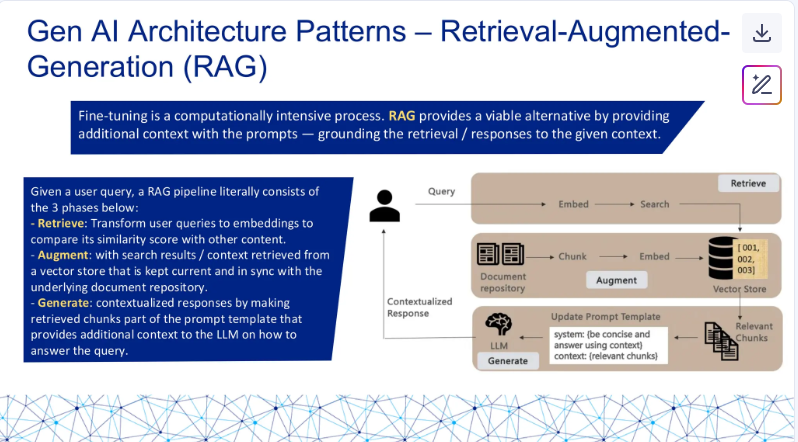 Gen AI Architecture Patterns – Retrieval-Augmented-
Generation (RAG)
Fine-tuning is a computationally intensive process. RAG provides a viable alternative by providing
additional context with the prompts — grounding the retrieval / responses to the given context.
Given a user query, a RAG pipeline literally consists of
the 3 phases below:
- Retrieve: Transform user queries to embeddings to
compare its similarity score with other content.
- Augment: with search results / context retrieved from
a vector store that is kept current and in sync with the
underlying document repository.
- Generate: contextualized responses by making
retrieved chunks part of the prompt template that
provides additional context to the LLM on how to
answer the query.
Query
Retrieve
Embed
Search
Document
repository
Chunk
Embed
Augment
[ 001,
002,
003]
Vector Store
Contextualized
Response
Update Prompt Template
LLM
Generate
system: {be concise and
answer using context}
context: {relevant chunks}
Relevant
Chunks